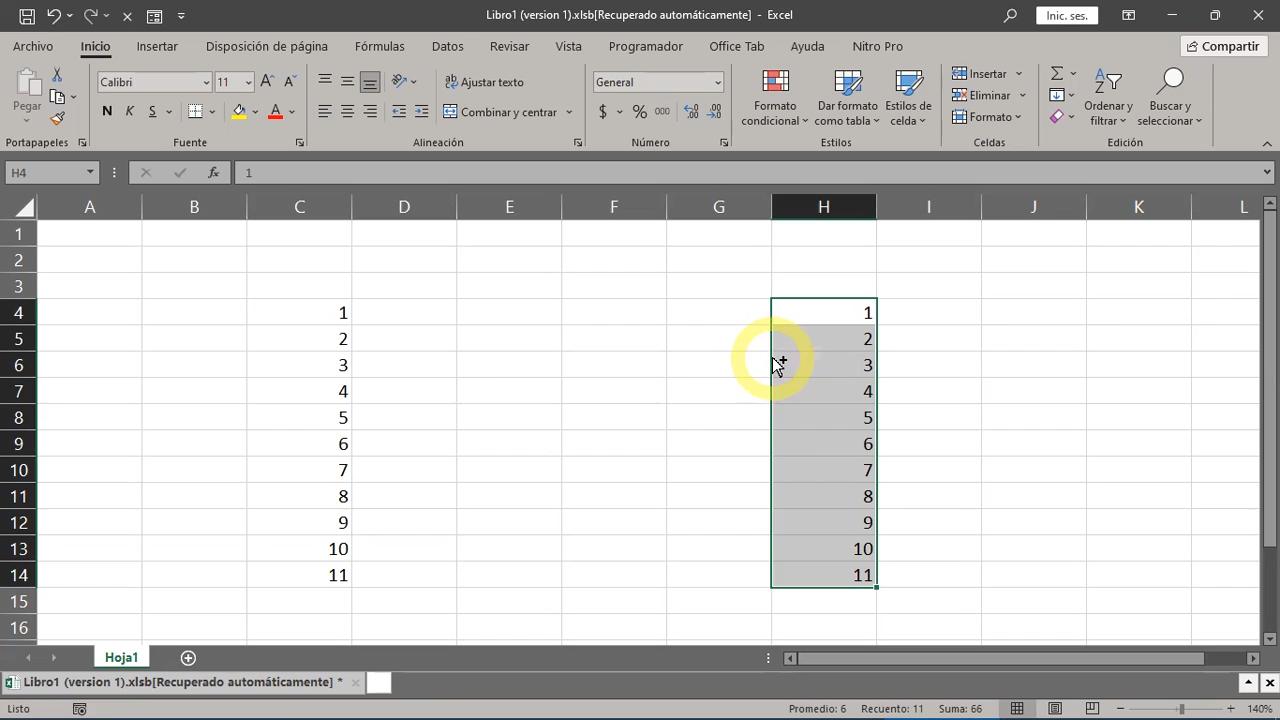 Libro1 (version 1).xlsb[Recuperado automáticamente] - Excel
Inic. ses.
Archivo Inicio Insertar Disposición de página Fórmulas Datos Revisar Vista Programador Office Tab Ayuda Nitro Pro Compartir
Pegar
Portapapeles
Calibri 11
N K S
Fuente
Ajustar texto
Combinar y centrar
Alineación
General
$ % 000
Número
Formato condicional
Dar formato como tabla
Estilos de celda
Estilos
Insertar
Eliminar
Formato
Celdas
Ordenar y filtrar
Buscar y seleccionar
Edición
H4 fx 1
A B C D E F G H I J K L
1
2
3
4 1 1
5 2 2
6 3 3
7 4 4
8 5 5
9 6 6
10 7 7
11 8 8
12 9 9
13 10 10
14 11 11
15
16
Hoja1
Libro1 (version 1).xlsb[Recuperado automáticamente] *
Listo Promedio: 6 Recuento: 11 Suma: 66 140%